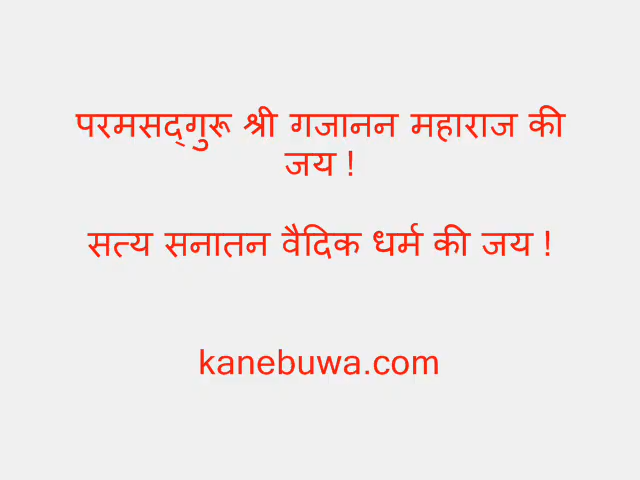 परमसद्‌गुरू श्री गजानन महाराज की
जय !
सत्य सनातन वैदिक धर्म की जय !
kanebuwa.com